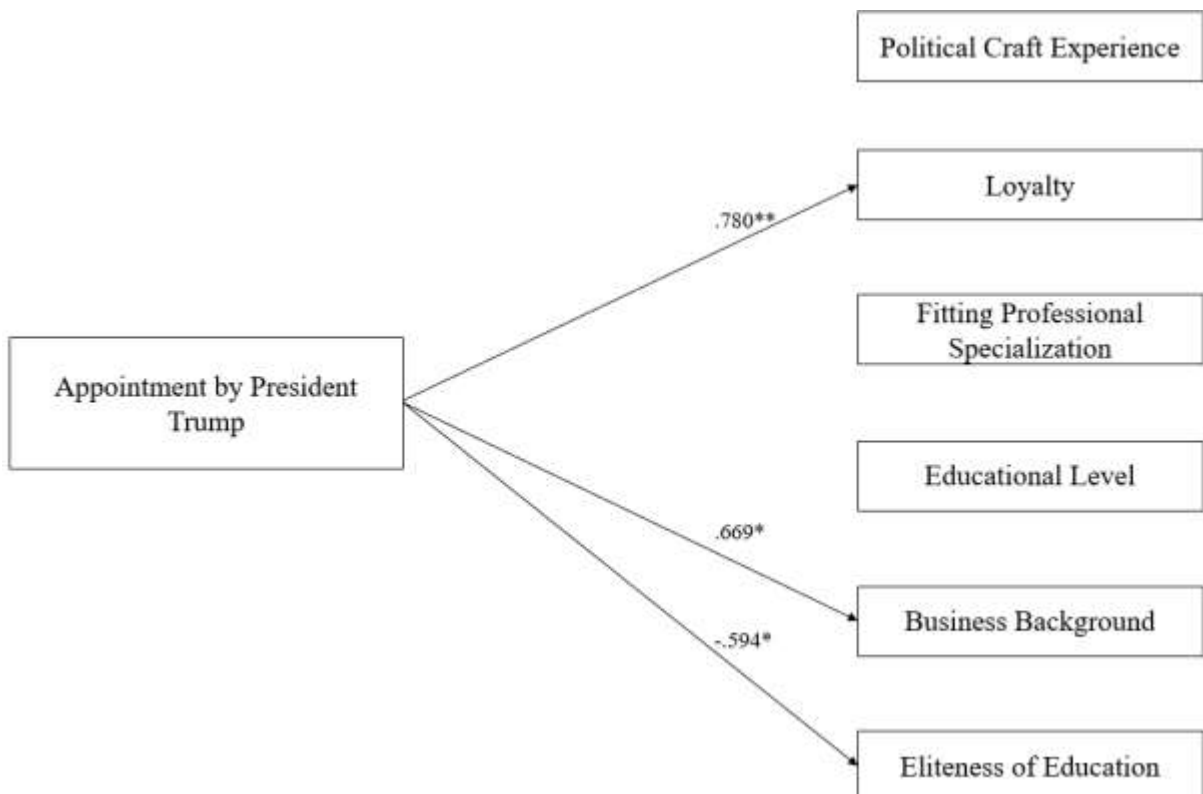 Political Craft Experience
Loyalty
.780**
Fitting Professional
Specialization
Appointment by President
Trump
Educational Level
.669*
Business Background
-.594*
Eliteness of Education